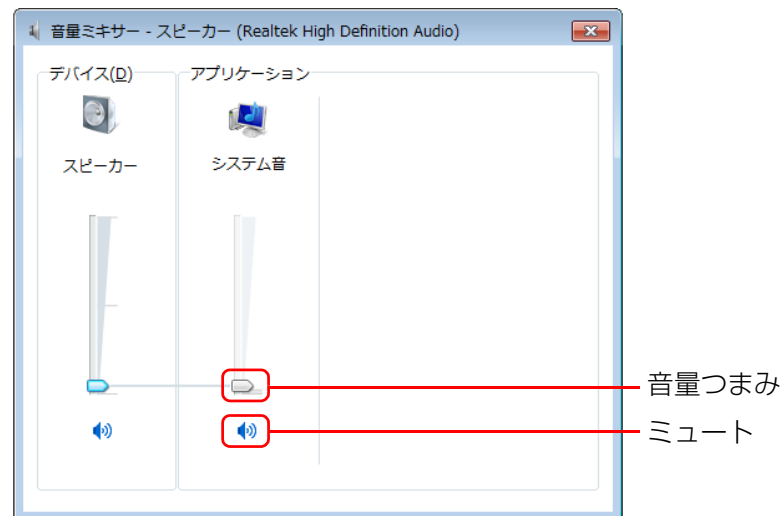 音量ミキサー - スピーカー (Realtek High Definition Audio)
デバイス(D)
アプリケーション
スピーカー
システム音
音量つまみ
ミュート